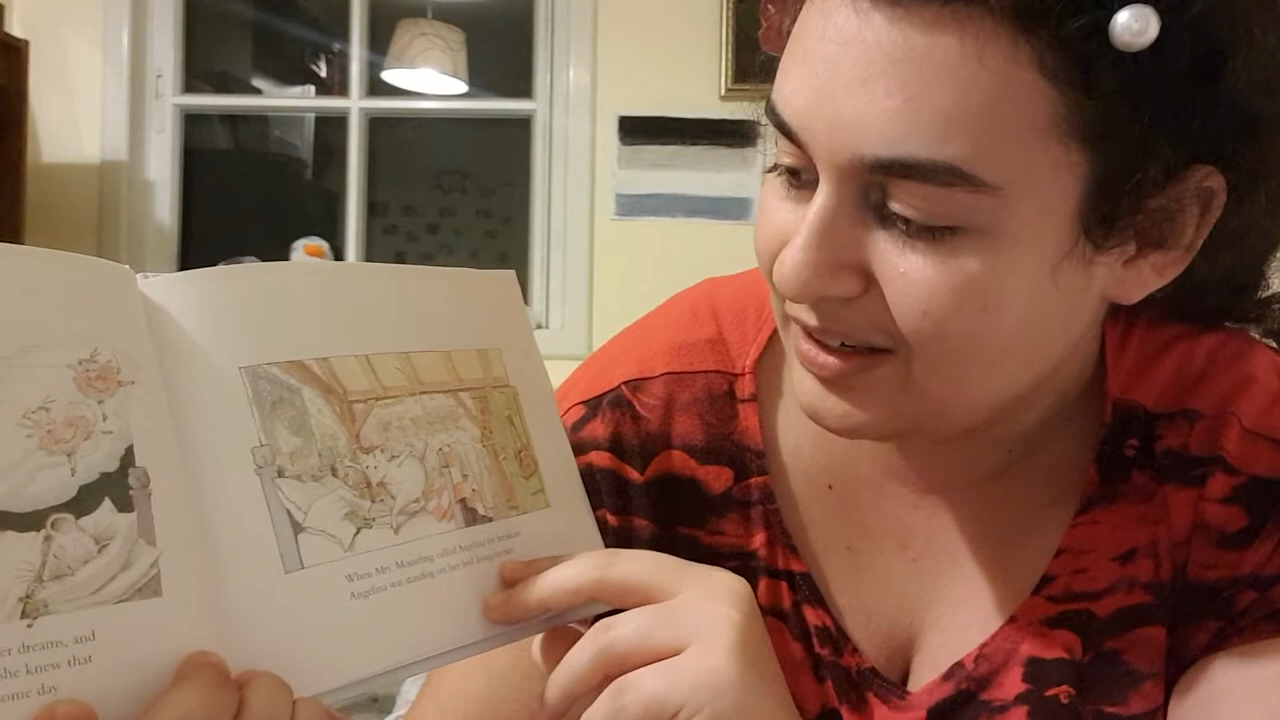 er dreams, and
she knew that
ome day
When Mrs. Mouseling called Angelina for breakfast
Angelina was standing on her bed doing curtsies